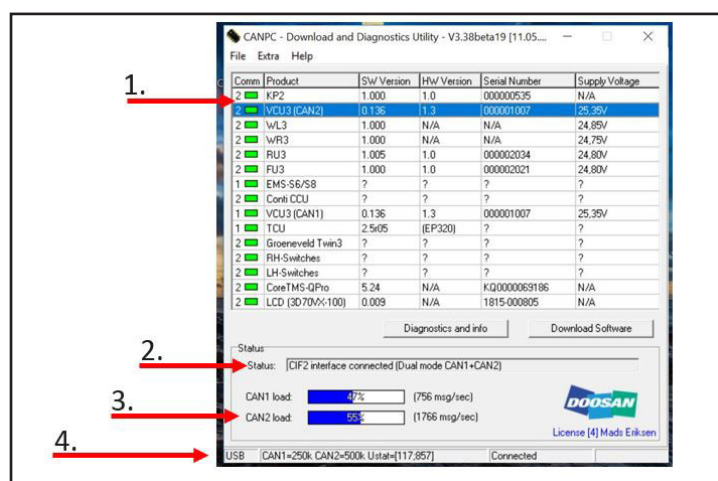 CANPC - Download and Diagnostics Utility - V3.38beta19 [11.05....
File Extra Help
Comm Product SW Version HW Version Serial Number Supply Voltage
1.
2 KP2 1.000 1.0 000000535 N/A
2 VCU3 (CAN2) 0.136 1.3 000001007 25,35V
2 WL3 1.000 N/A N/A 24,85V
2 WR3 1.000 N/A N/A 24,75V
2 RU3 1.005 1.0 000002034 24,80V
2 FU3 1.000 1.0 000002021 24,80V
1 EMS-S6/S8 ? ? ? ?
2 Conti CCU ? ? ? ?
1 VCU3 (CAN1) 0.136 1.3 000001007 25,35V
1 TCU 2.5r05 (EP320) ? ?
2 Groeneveld Twin3 ? ? ? ?
2 RH-Switches ? ? ? ?
2 LH-Switches ? ? ? ?
2 CoreTMS-QPro 5.24 N/A KQ0000069186 N/A
2 LCD (3D70VX-100) 0.009 N/A 1815-000805 N/A
Diagnostics and info Download Software
Status
2.
Status: CIF2 interface connected (Dual mode CAN1+CAN2)
CAN1 load: 47% (756 msg/sec)
3.
CAN2 load: 55% (1766 msg/sec)
DOOSAN
License [4] Mads Eriksen
4.
USB CAN1=250k CAN2=500k Ustat=[117;857] Connected